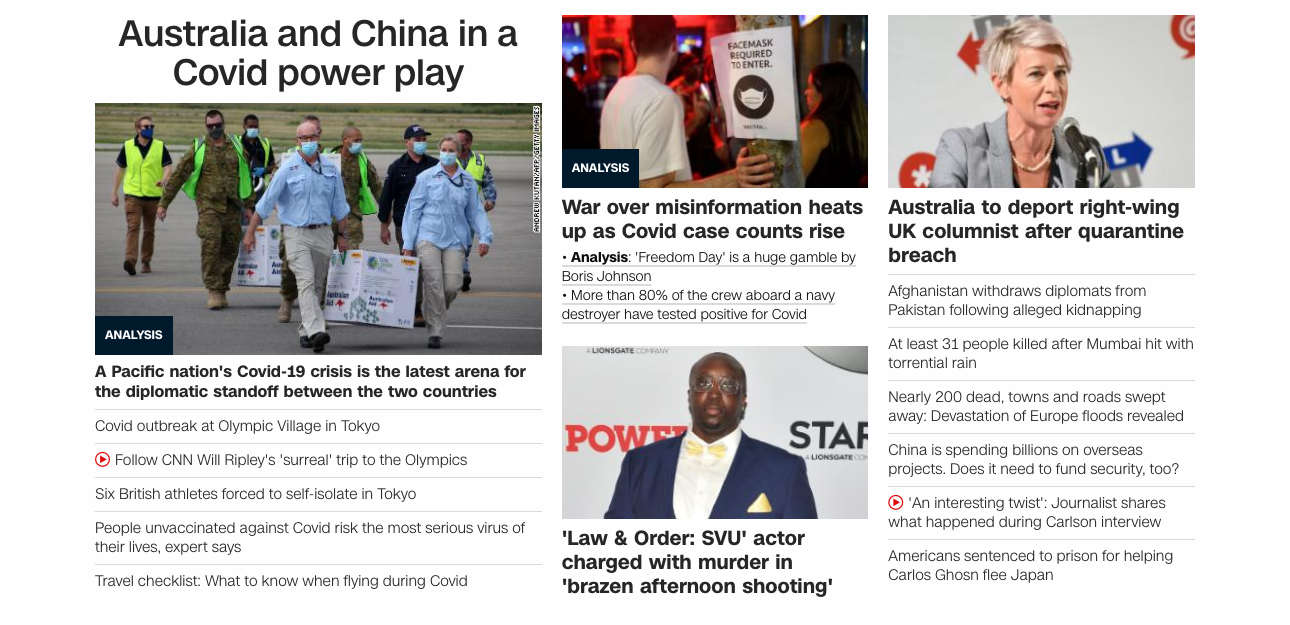 Australia and China in a
Covid power play
ANDREW KUTAN/AFP/GETTY IMAGES
ANALYSIS
A Pacific nation's Covid-19 crisis is the latest arena for
the diplomatic standoff between the two countries
Covid outbreak at Olympic Village in Tokyo
Follow CNN Will Ripley's 'surreal' trip to the Olympics
Six British athletes forced to self-isolate in Tokyo
People unvaccinated against Covid risk the most serious virus of
their lives, expert says
Travel checklist: What to know when flying during Covid
FACEMASK
REQUIRED
TO ENTER.
ANALYSIS
War over misinformation heats
up as Covid case counts rise
• Analysis: 'Freedom Day' is a huge gamble by
Boris Johnson
• More than 80% of the crew aboard a navy
destroyer have tested positive for Covid
A LIONSGATE COMPANY
POWE
STAR
A LIONSGATE COM
'Law & Order: SVU' actor
charged with murder in
'brazen afternoon shooting'
L
Australia to deport right-wing
UK columnist after quarantine
breach
Afghanistan withdraws diplomats from
Pakistan following alleged kidnapping
At least 31 people killed after Mumbai hit with
torrential rain
Nearly 200 dead, towns and roads swept
away: Devastation of Europe floods revealed
China is spending billions on overseas
projects. Does it need to fund security, too?
'An interesting twist': Journalist shares
what happened during Carlson interview
Americans sentenced to prison for helping
Carlos Ghosn flee Japan